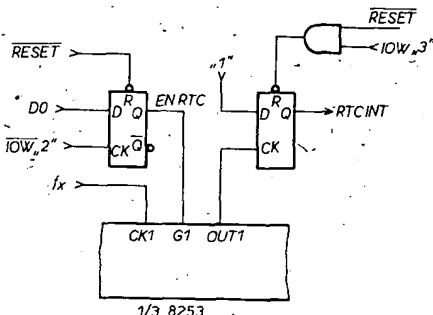 RESET
RESET
IOW„3"
„1"
R
R
D0
D Q
EN RTC
D Q
RTCINT
IOW„2"
CK Q
CK
fx
CK1 G1 OUT1
1/3 8253